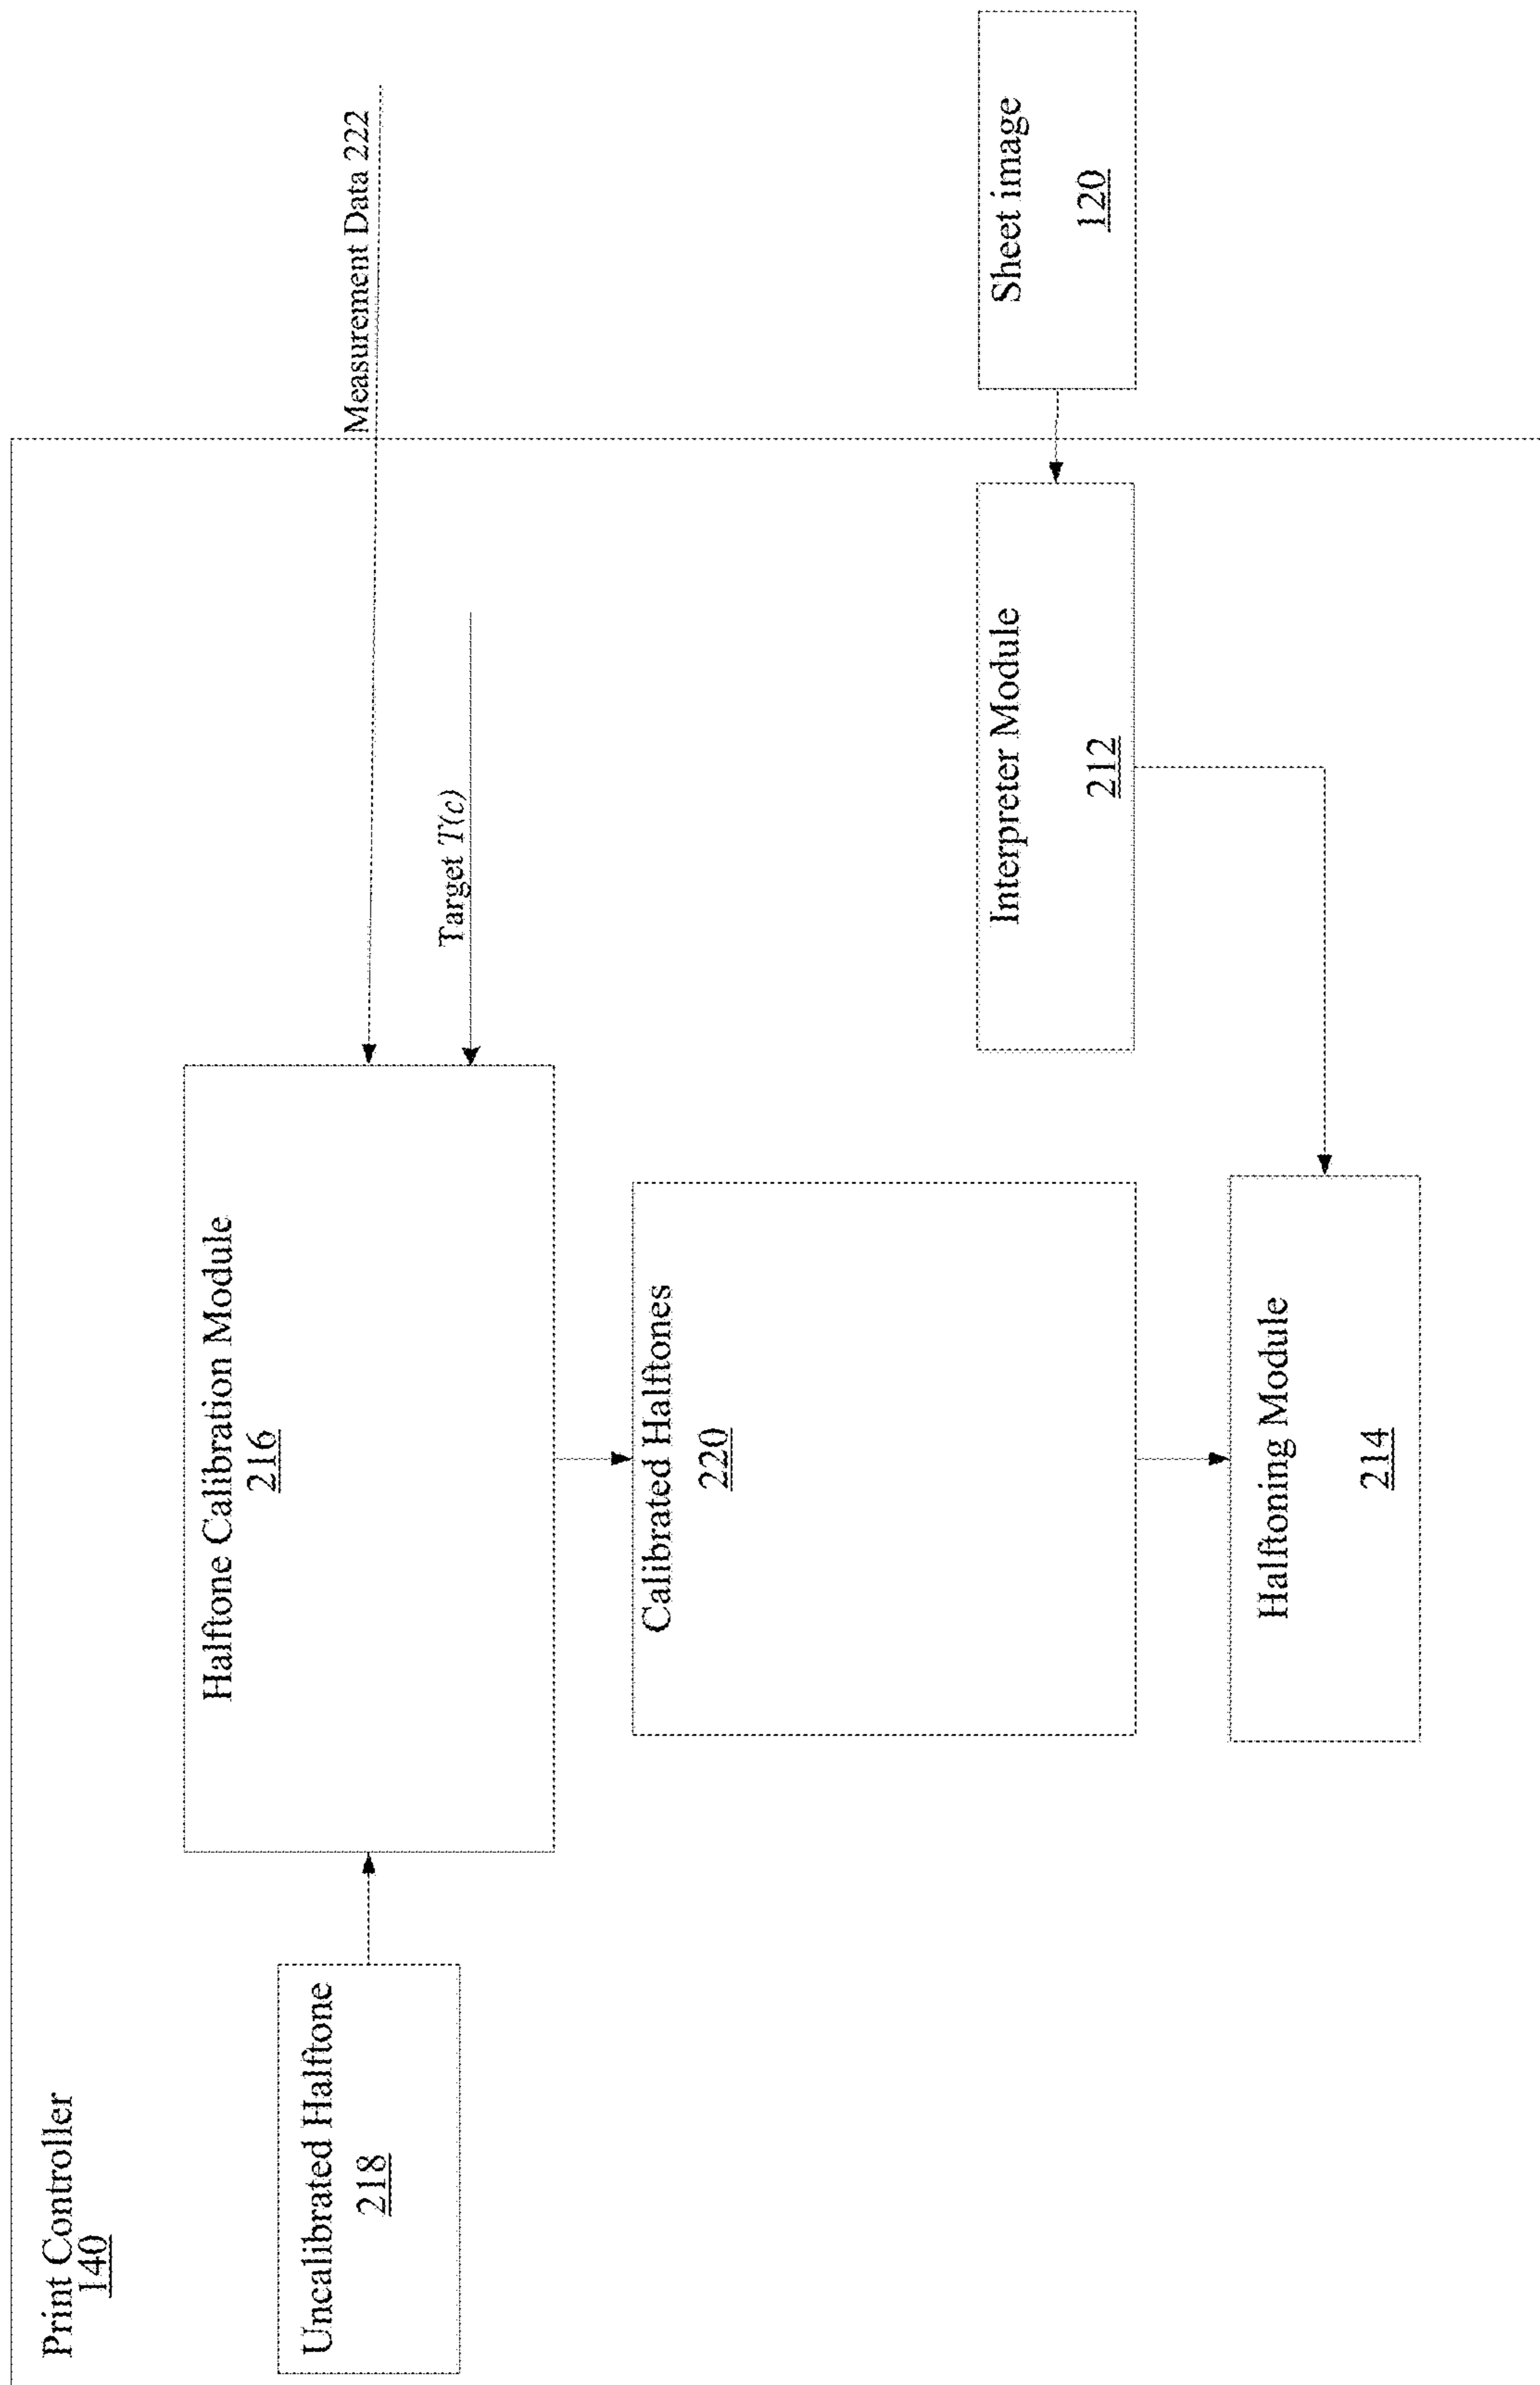 Print Controller
140
Uncalibrated Halftone
218
Halftone Calibration Module
216
Measurement Data 222
Target T(c)
Calibrated Halftones
220
Halftoning Module
214
Interpreter Module
212
Sheet image
120